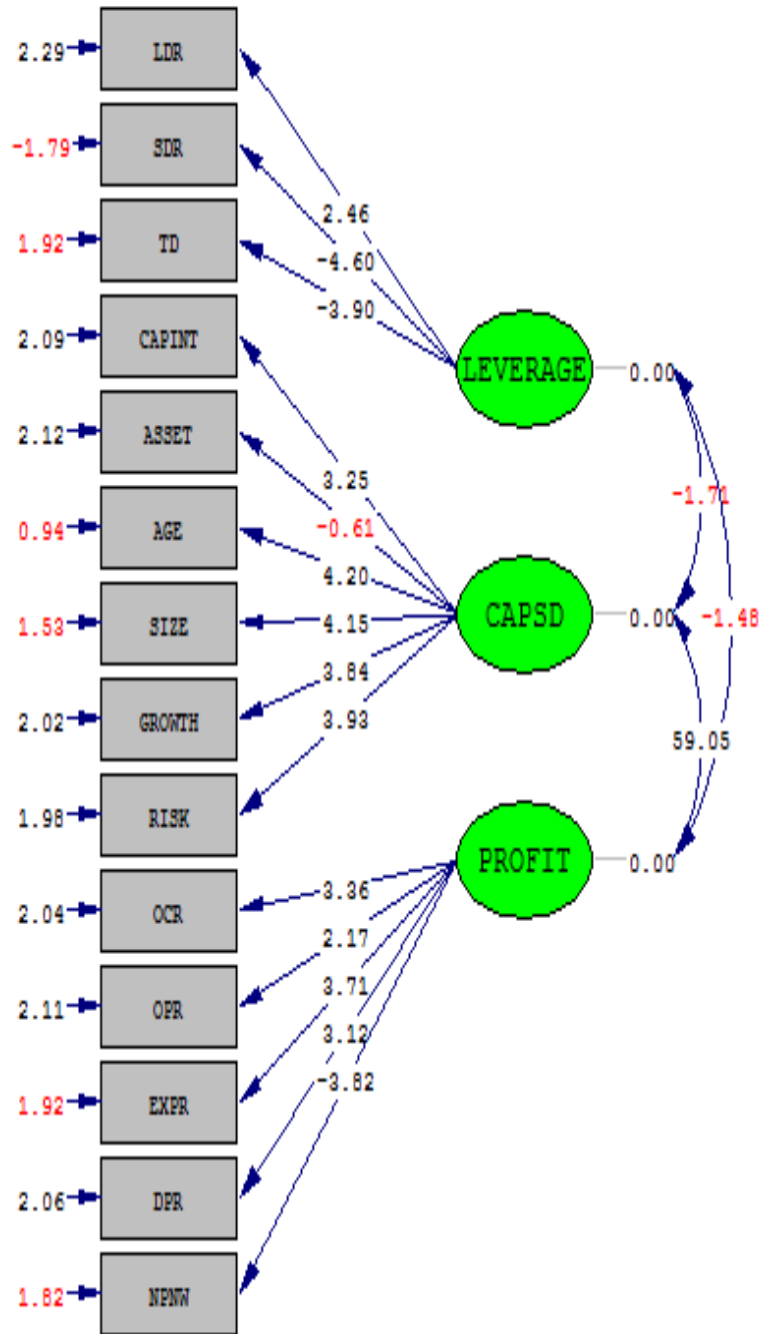 2.29 LDR
-1.79 SDR
1.92 TD
2.09 CAPINT
2.12 ASSET
0.94 AGE
1.53 SIZE
2.02 GROWTH
1.98 RISK
2.04 OCR
2.11 OPR
1.92 EXPR
2.06 DPR
1.82 NPNW
2.46
-4.60
-3.90
3.25
-0.61
4.20
4.15
3.84
3.93
3.36
2.17
3.71
3.12
-3.82
LEVERAGE 0.00
CAPSD 0.00
PROFIT 0.00
-1.71
-1.48
59.05